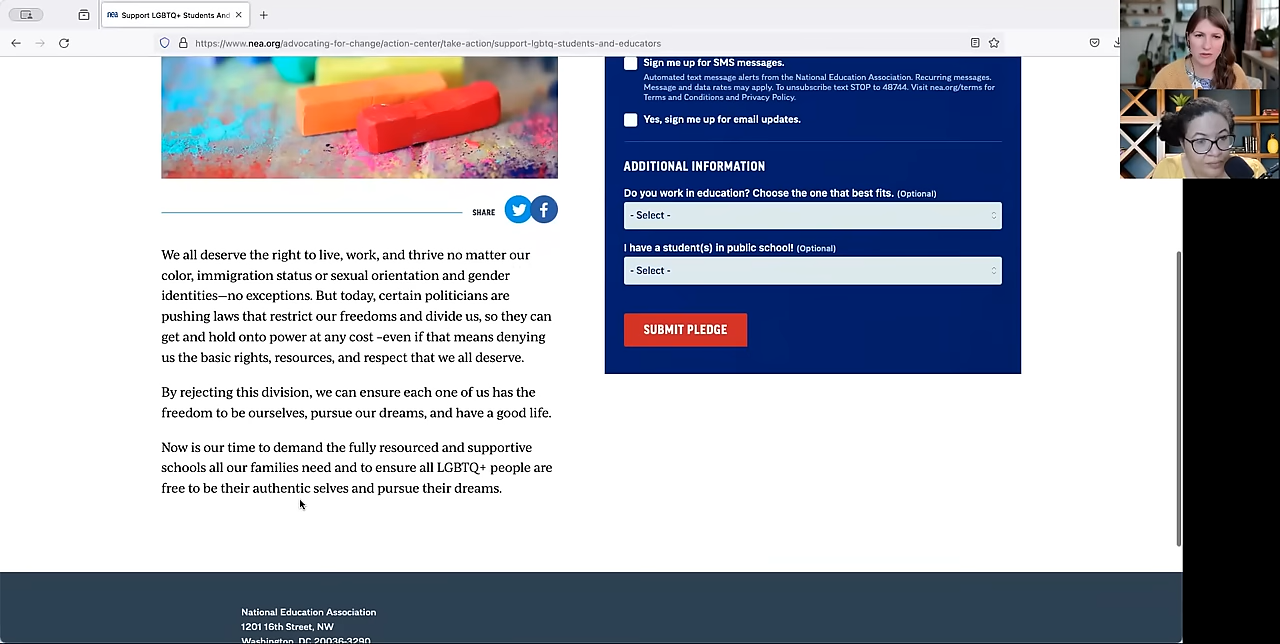 nea Support LGBTQ+ Students And
https://www.nea.org/advocating-for-change/action-center/take-action/support-lgbtq-students-and-educators
SHARE
We all deserve the right to live, work, and thrive no matter our
color, immigration status or sexual orientation and gender
identities—no exceptions. But today, certain politicians are
pushing laws that restrict our freedoms and divide us, so they can
get and hold onto power at any cost –even if that means denying
us the basic rights, resources, and respect that we all deserve.
By rejecting this division, we can ensure each one of us has the
freedom to be ourselves, pursue our dreams, and have a good life.
Now is our time to demand the fully resourced and supportive
schools all our families need and to ensure all LGBTQ+ people are
free to be their authentic selves and pursue their dreams.
Sign me up for SMS messages.
Automated text message alerts from the National Education Association. Recurring messages.
Message and data rates may apply. To unsubscribe text STOP to 48744. Visit nea.org/terms for
Terms and Conditions and Privacy Policy.
Yes, sign me up for email updates.
ADDITIONAL INFORMATION
Do you work in education? Choose the one that best fits. (Optional)
- Select -
I have a student(s) in public school! (Optional)
- Select -
SUBMIT PLEDGE
National Education Association
1201 16th Street, NW
Washington, DC 20036-3290